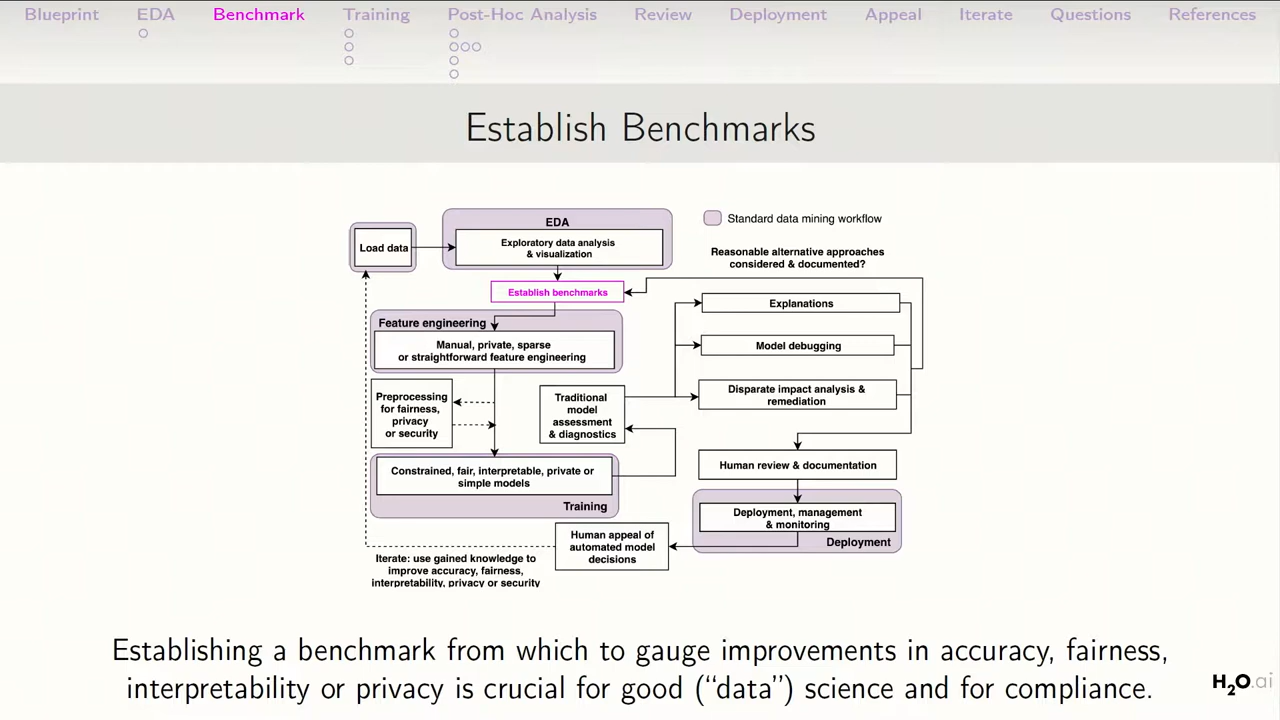 Blueprint EDA Benchmark Training Post-Hoc Analysis Review Deployment Appeal Iterate Questions References
Establish Benchmarks
EDA
Exploratory data analysis
& visualization
Load data
Standard data mining workflow
Reasonable alternative approaches
considered & documented?
Establish benchmarks
Feature engineering
Manual, private, sparse
or straightforward feature engineering
Preprocessing
for fairness,
privacy
or security
Traditional
model
assessment
& diagnostics
Constrained, fair, interpretable, private or
simple models
Training
Explanations
Model debugging
Disparate impact analysis &
remediation
Human review & documentation
Deployment, management
& monitoring
Deployment
Human appeal of
automated model
decisions
Iterate: use gained knowledge to
improve accuracy, fairness,
interpretability, privacy or security
Establishing a benchmark from which to gauge improvements in accuracy, fairness,
interpretability or privacy is crucial for good (“data”) science and for compliance.
H2O.ai